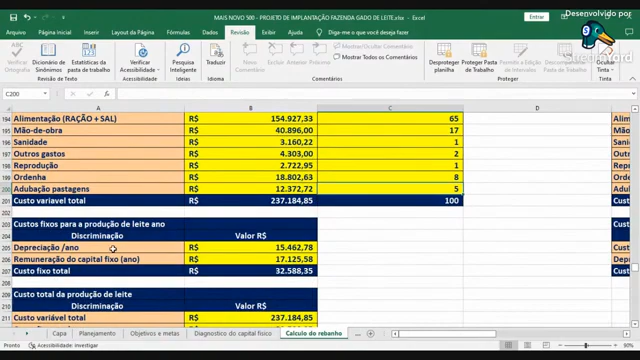 MAIS NOVO 500 - PROJETO DE IMPLANTAÇÃO FAZENDA GADO DE LEITE.xlsx - Excel
Entrar
Desenvolvido por
Arquivo Página Inicial Inserir Layout da Página Fórmulas Dados Revisão Exibir Ajuda Diga-me o que você deseja fazer
Verificar Ortografia
Dicionário de Sinônimos
Estatísticas da pasta de trabalho
Verificar Acessibilidade
Pesquisa Inteligente
Traduzir
Novo Comentário
Mostrar/Ocultar Comentários
Mostrar Todos os Comentários
Desproteger planilha
Proteger Pasta de Trabalho
Ocultar Tinta
Revisão de Texto
Acessibilidade
Ideias
Idioma
Comentários
Proteger
Tinta
C200
A B C D
194 Alimentação (RAÇÃO + SAL) R$ 154.927,33 65
195 Mão-de-obra R$ 40.896,00 17
196 Sanidade R$ 3.160,22 1
197 Outros gastos R$ 4.303,00 2
198 Reprodução R$ 2.722,95 1
199 Ordenha R$ 18.802,63 8
200 Adubação pastagens R$ 12.372,72 5
201 Custo variavel total R$ 237.184,85 100
202
203 Custos fixos para a produção de leite ano
204 Discriminação Valor R$
205 Depreciação /ano R$ 15.462,78
206 Remuneração do capital fixo (ano) R$ 17.125,58
207 Custo fixo total R$ 32.588,35
208
209 Custo total da produção de leite
210 Discriminação Valor R$
211 Custo variável total R$ 237.184,85
Capa Planejamento Objetivos e metas Diagnostico do capital fisico Calculo do rebanho ...
Pronto Acessibilidade: investigar 90%